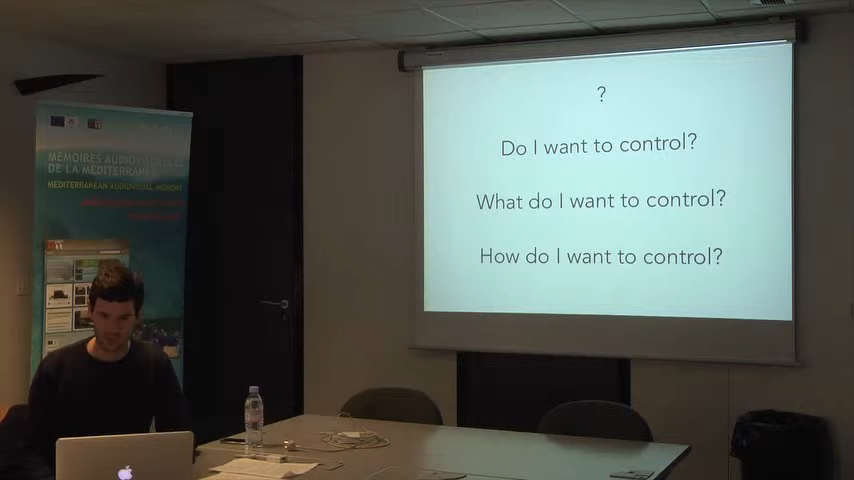 ?
Do I want to control?
What do I want to control?
How do I want to control?
MEMOIRES AUDIOVISUELLES
DE LA MEDITERRANEE
MEDITERRANEAN AUDIOVISUAL MEMORY